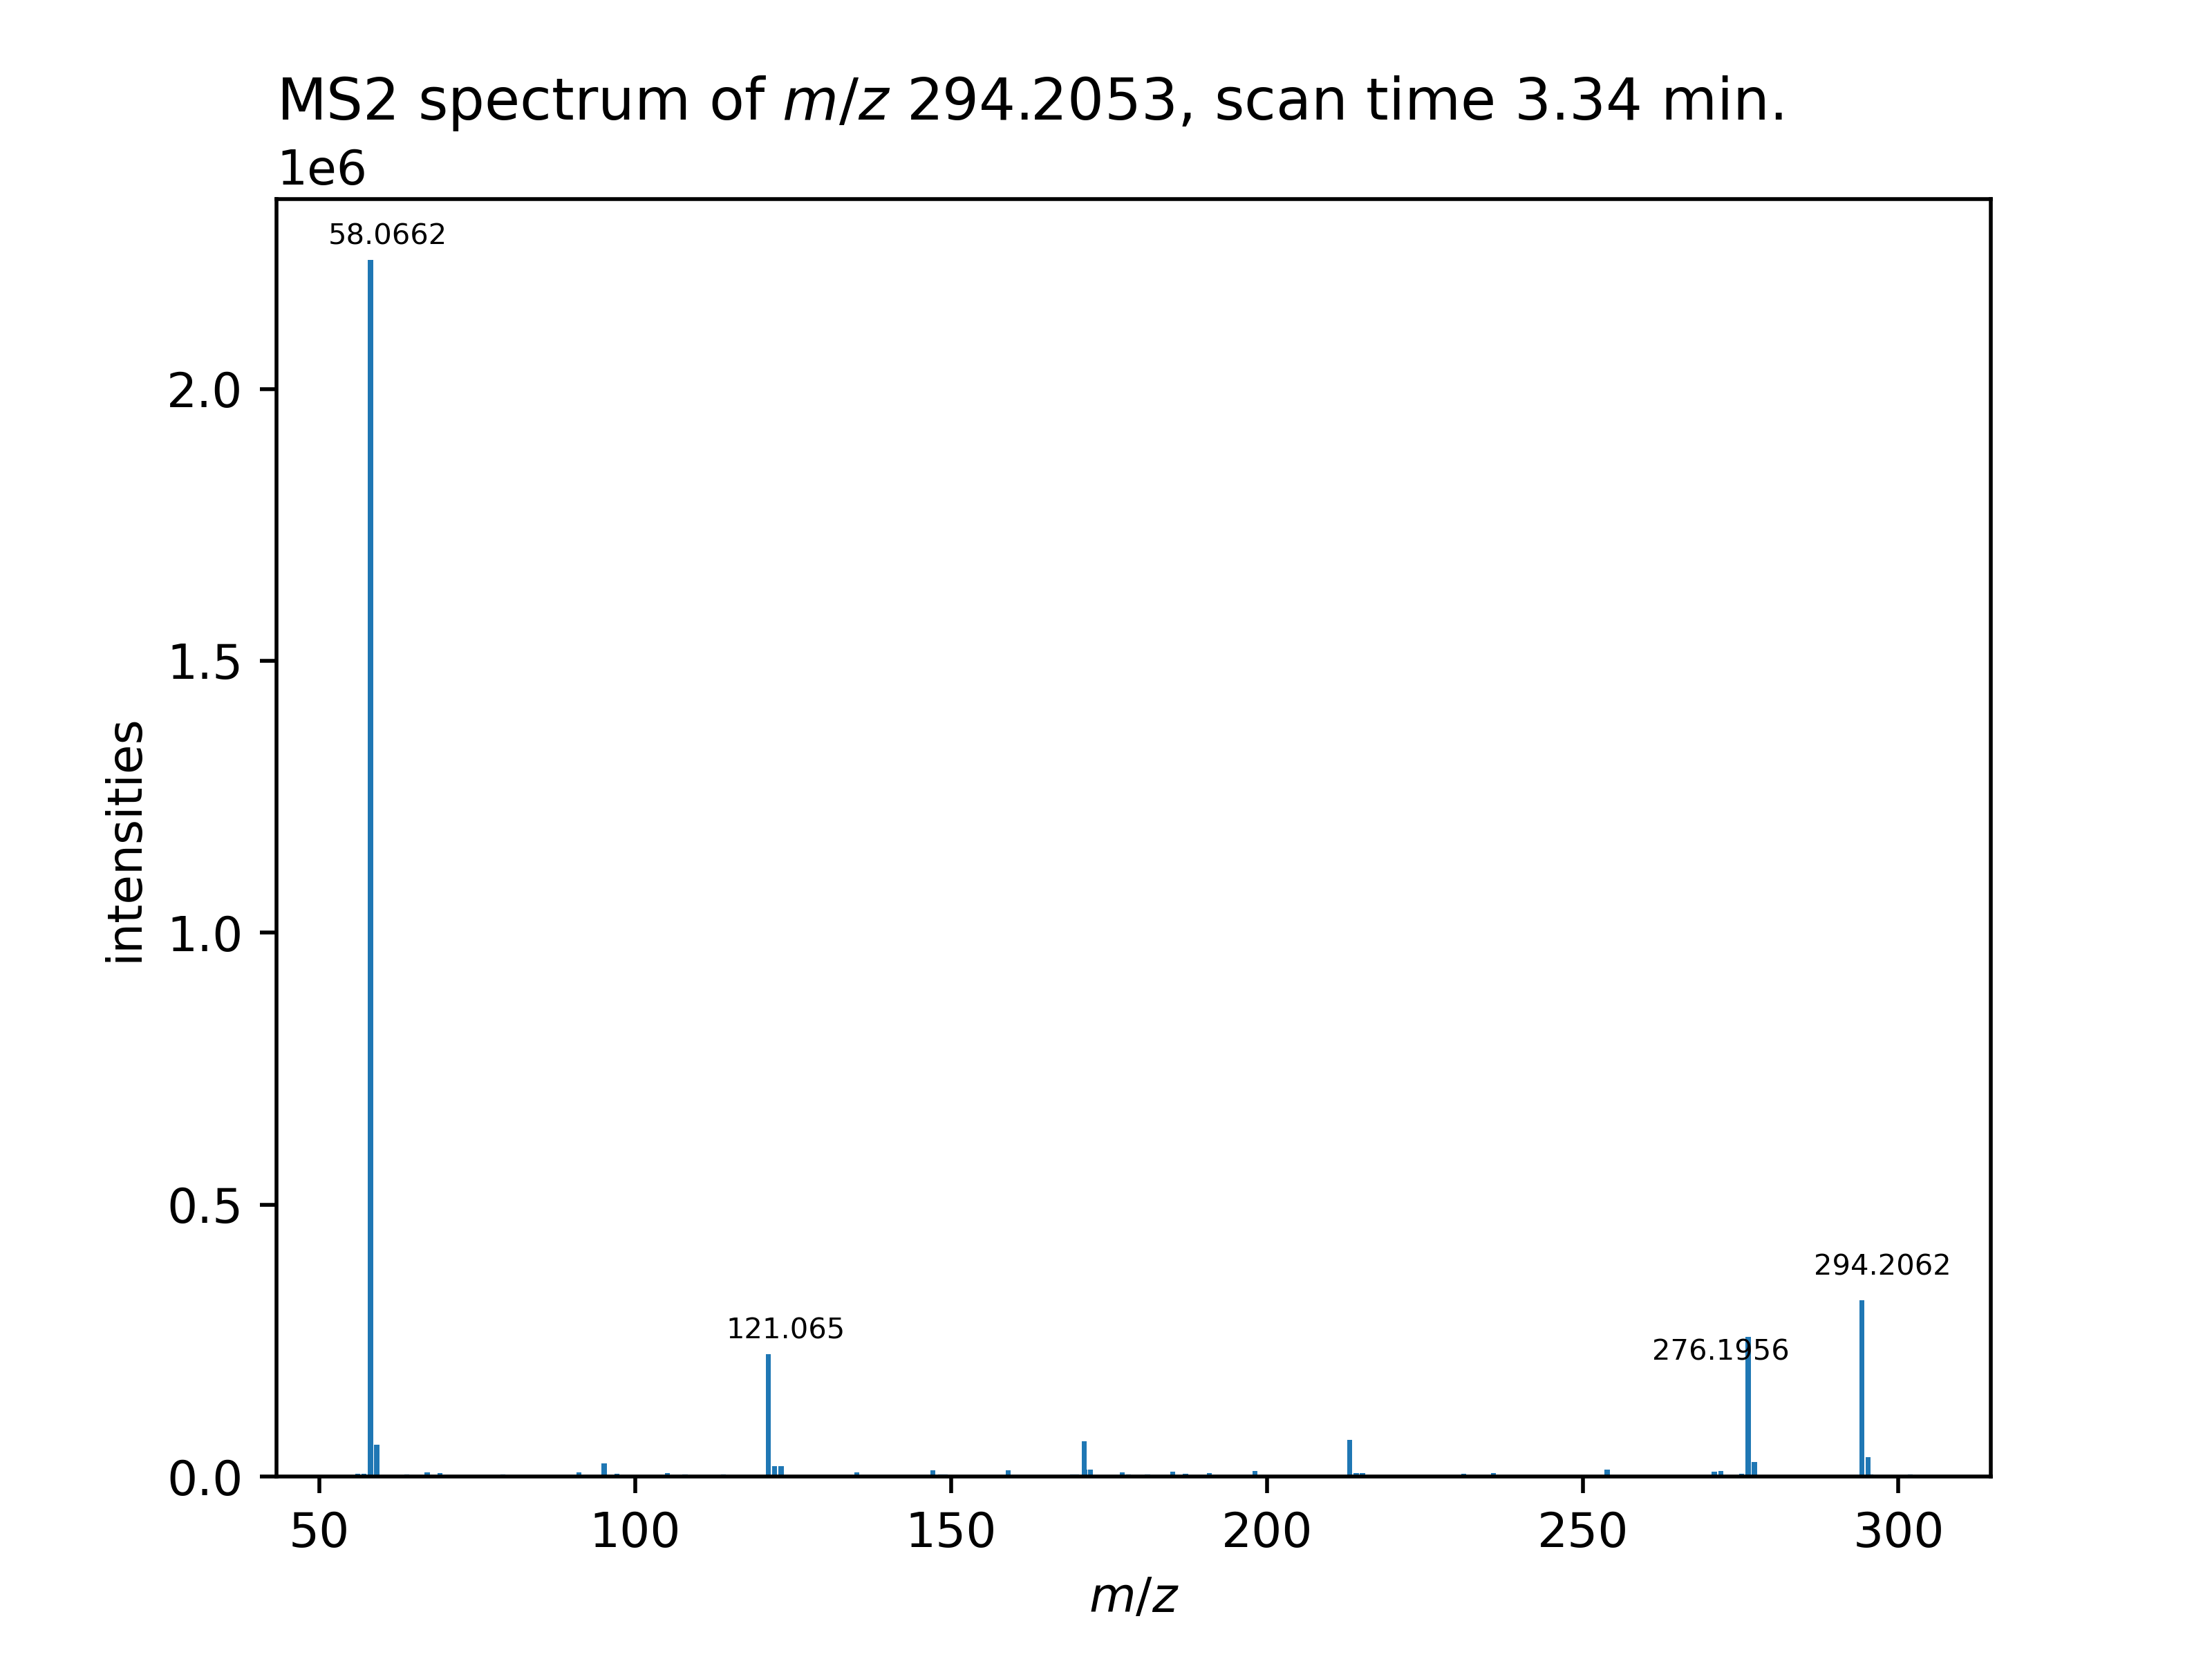 MS2 spectrum of m/z 294.2053, scan time 3.34 min.
1e6
58.0662
2.0
1.5
1.0
0.5
0.0
intensities
294.2062
121.065
276.1956
50 100 150 200 250 300
m/z